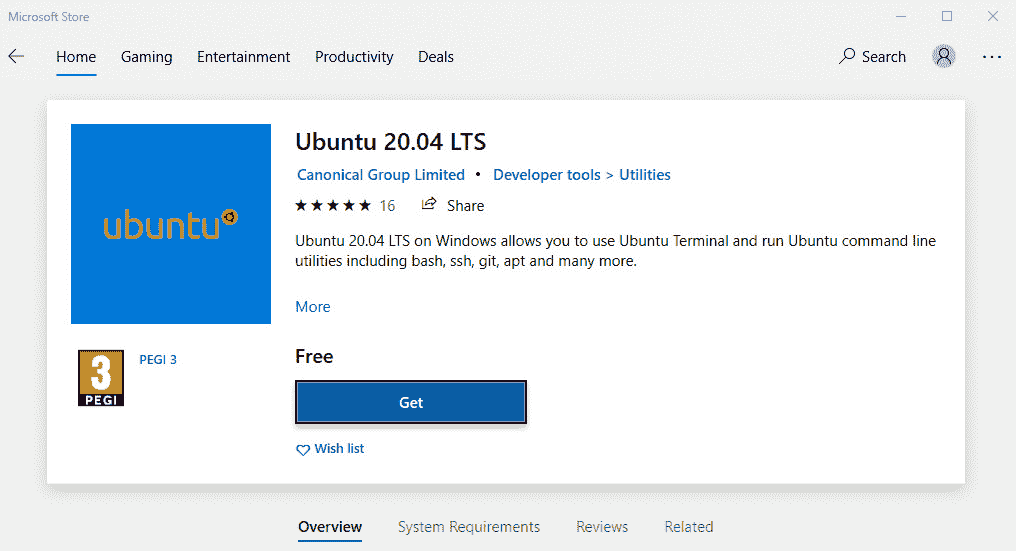 Microsoft Store
Home Gaming Entertainment Productivity Deals Search
ubuntu
Ubuntu 20.04 LTS
Canonical Group Limited • Developer tools > Utilities
★★★★★ 16 Share
Ubuntu 20.04 LTS on Windows allows you to use Ubuntu Terminal and run Ubuntu command line
utilities including bash, ssh, git, apt and many more.
More
3
PEGI
PEGI 3
Free
Get
Wish list
Overview System Requirements Reviews Related